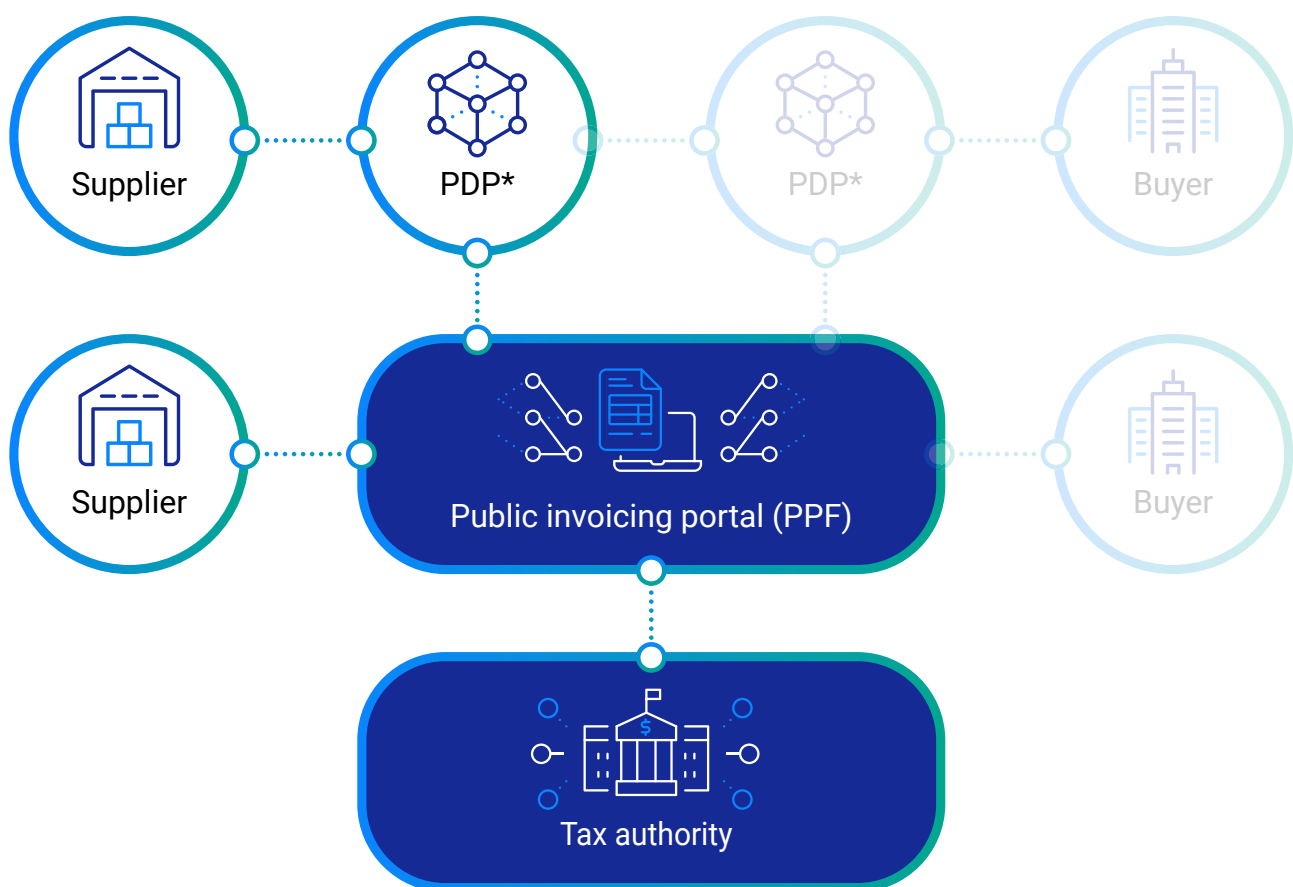 Supplier
PDP*
PDP*
Buyer
Supplier
Public invoicing portal (PPF)
Buyer
$
Tax authority